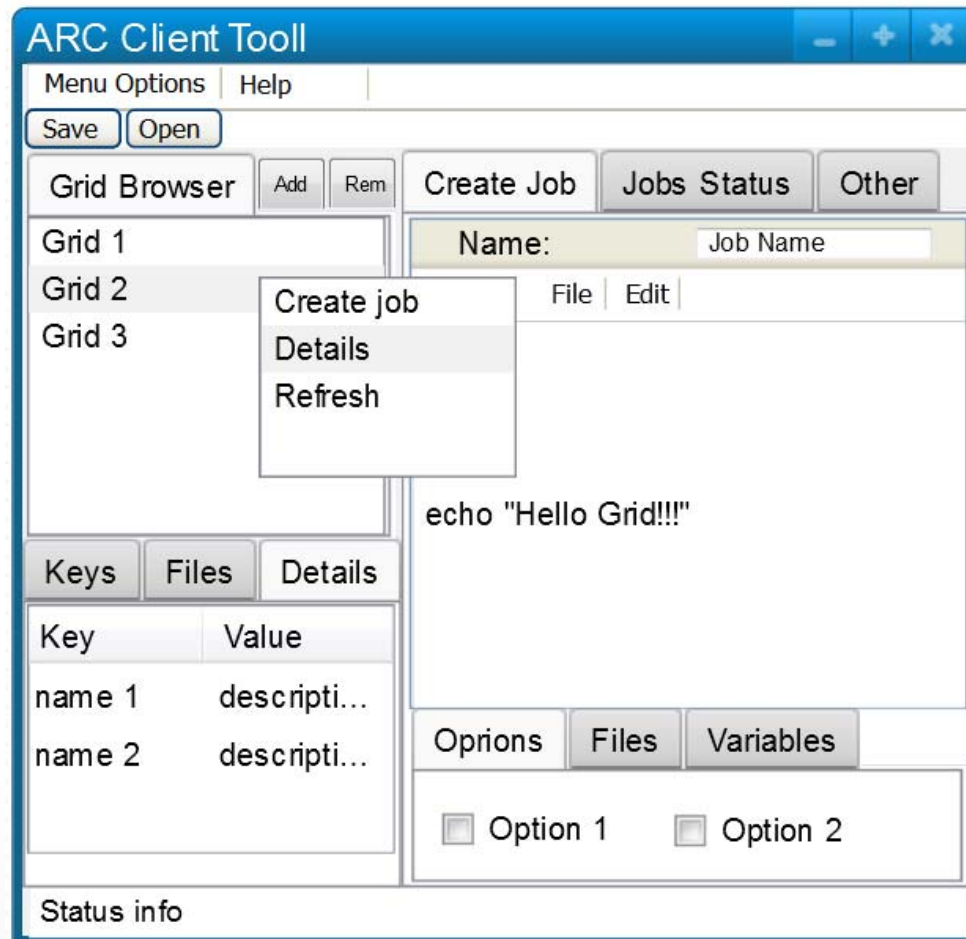 ARC Client Tooll
Menu Options Help
Save Open
Grid Browser Add Rem
Grid 1
Grid 2
Grid 3
Create job
Details
Refresh
Keys Files Details
Key Value
name 1 descripti...
name 2 descripti...
Create Job Jobs Status Other
Name: Job Name
File Edit
echo "Hello Grid!!!"
Oprions Files Variables
Option 1 Option 2
Status info